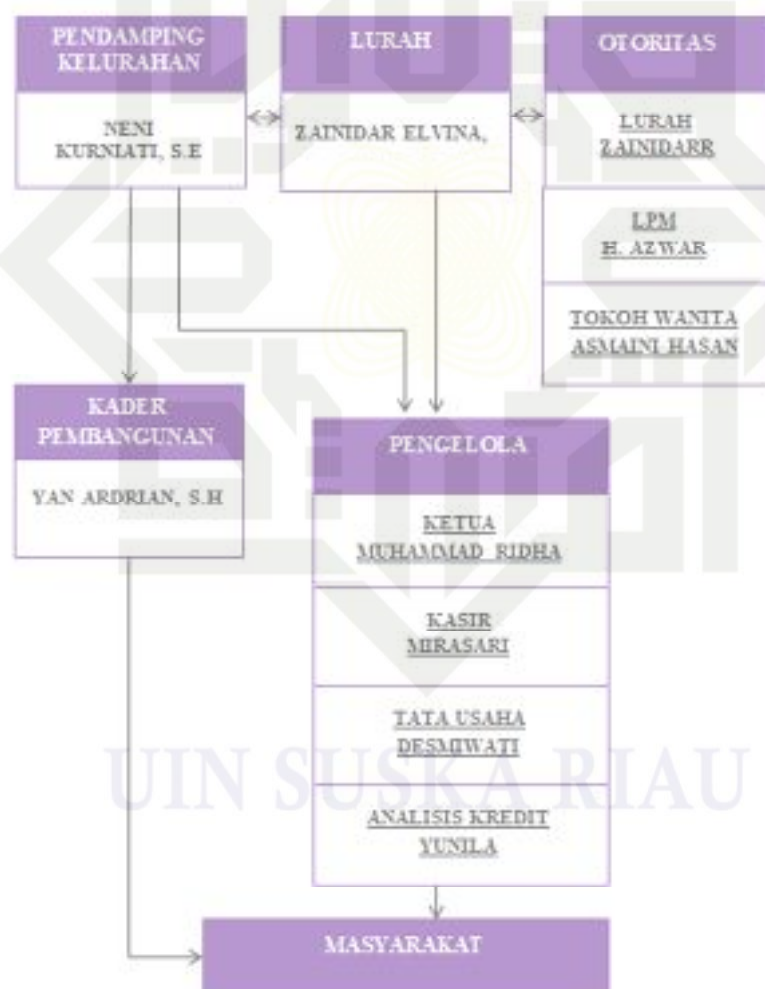 PENDAMPING
KELURAHAN
NENI
KURNIATI, S.E
LURAH
ZAINIDAR ELVINA,
OTORITAS
LURAH
ZAINIDARR
LPM
H. AZWAR
TOKOH WANITA
ASMAINI HASAN
KADER
PEMBANGUNAN
YAN ARDRIAN, S.H
PENGELOLA
KETUA
MUHAMMAD RIDHA
KASIR
MIRASARI
TATA USAHA
DESMIWATI
ANALISIS KREDIT
YUNILA
UIN SUSKA RIAU
MASYARAKAT